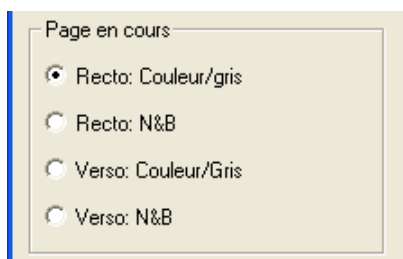 Page en cours
Recto: Couleur/gris
Recto: N&B
Verso: Couleur/Gris
Verso: N&B